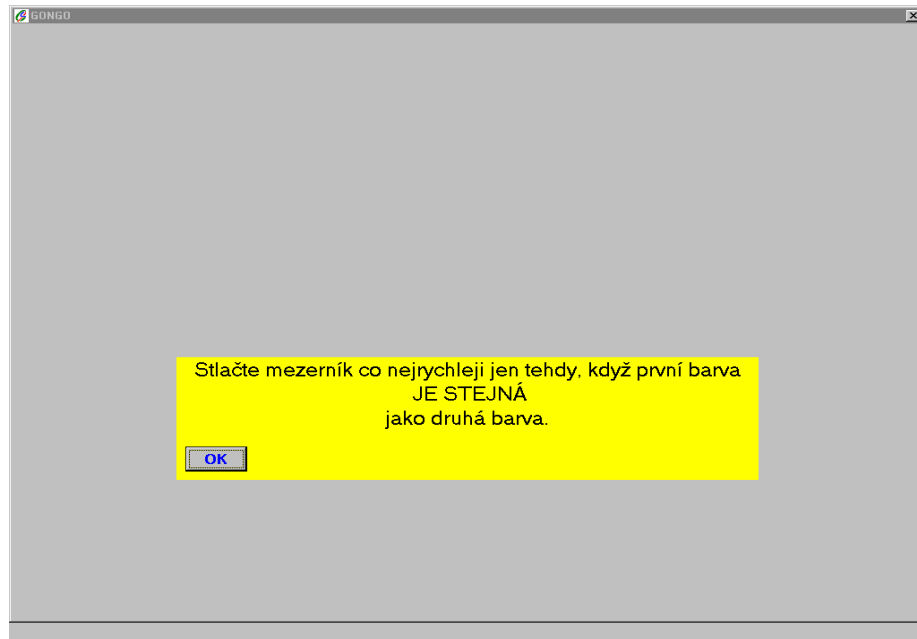 GONGO
Stlačte mezerník co nejrychleji jen tehdy, když první barva
JE STEJNÁ
jako druhá barva.
OK